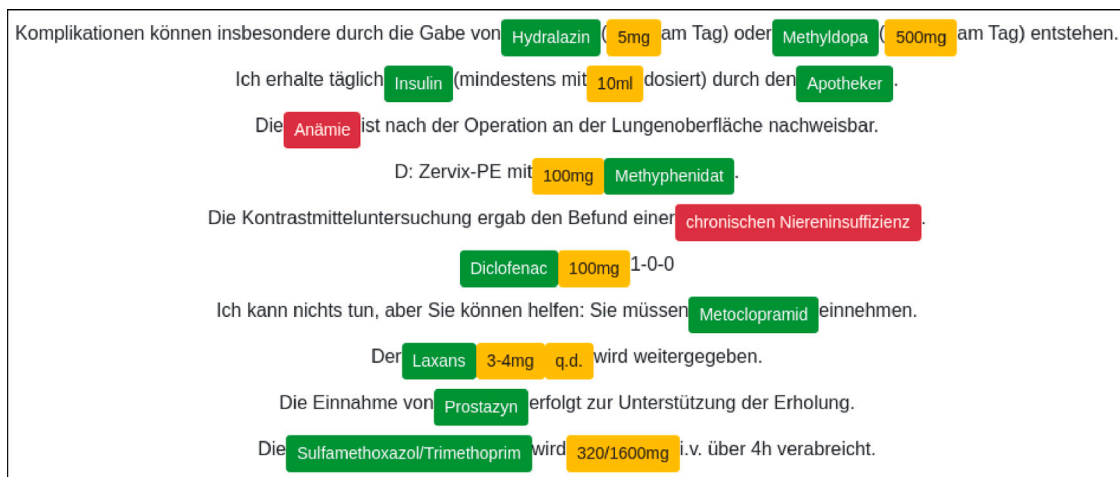 Komplikationen können insbesondere durch die Gabe von Hydralazin ( 5mg am Tag) oder Methyldopa ( 500mg am Tag) entstehen.
Ich erhalte täglich Insulin (mindestens mit 10ml dosiert) durch den Apotheker .
Die Anämie ist nach der Operation an der Lungenoberfläche nachweisbar.
D: Zervix-PE mit 100mg Methyphenidat .
Die Kontrastmitteluntersuchung ergab den Befund einer chronischen Niereninsuffizienz .
Diclofenac 100mg 1-0-0
Ich kann nichts tun, aber Sie können helfen: Sie müssen Metoclopramid einnehmen.
Der Laxans 3-4mg q.d. wird weitergegeben.
Die Einnahme von Prostazyn erfolgt zur Unterstützung der Erholung.
Die Sulfamethoxazol/Trimethoprim wird 320/1600mg i.v. über 4h verabreicht.